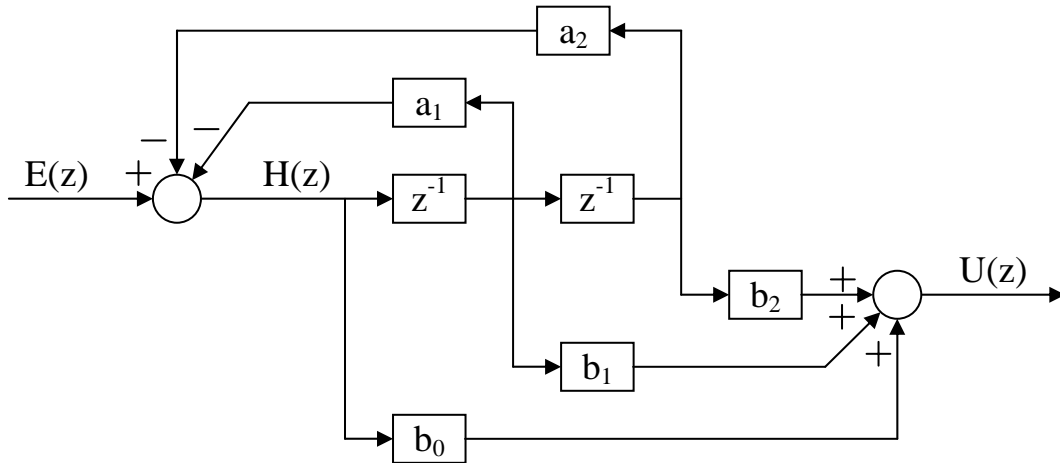 a₂
a₁
− −
E(z) + H(z) z⁻¹ z⁻¹
b₂ + U(z)
+
b₁ +
b₀